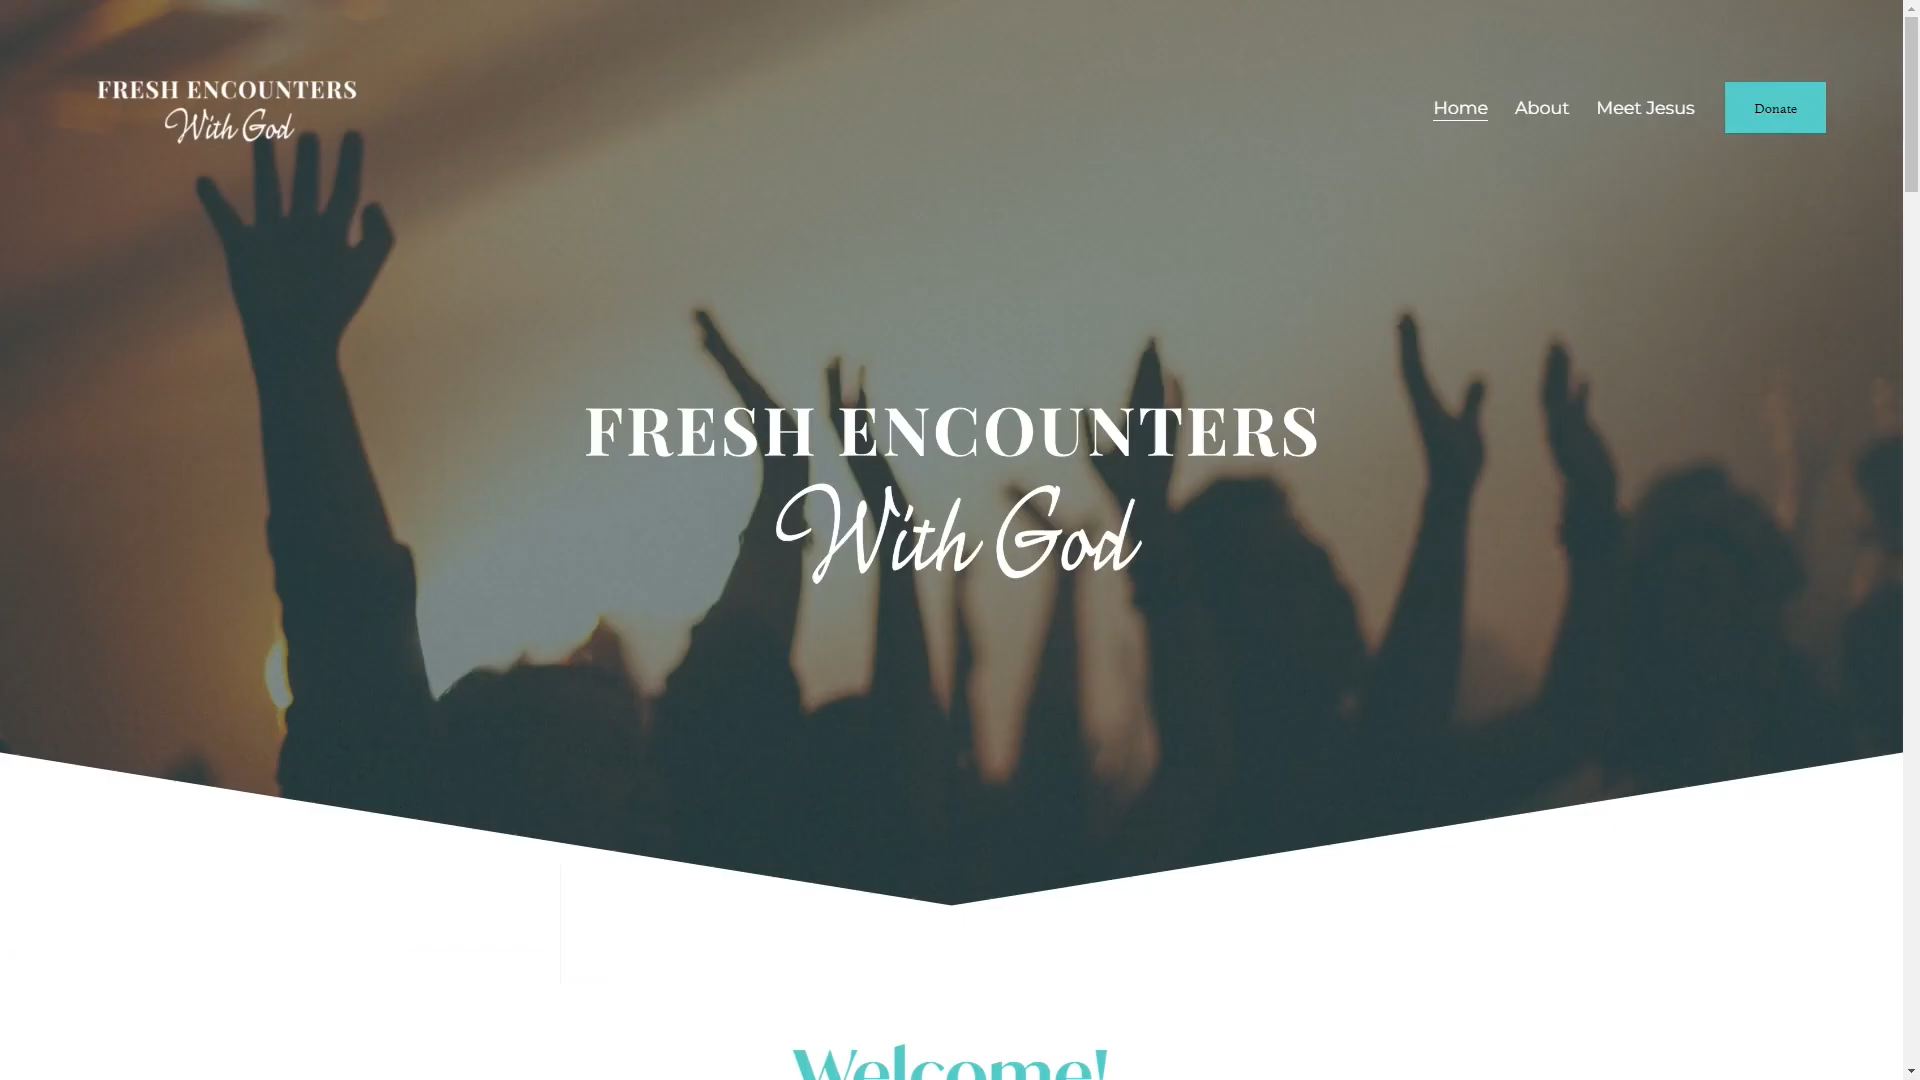 FRESH ENCOUNTERS
With God
Home
About
Meet Jesus
Donate
FRESH ENCOUNTERS
With God
Welcome!